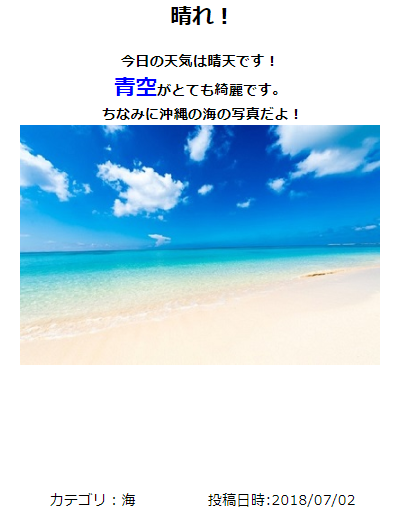 晴れ！
今日の天気は晴天です！
青空がとても綺麗です。
ちなみに沖縄の海の写真だよ！
カテゴリ：海 投稿日時:2018/07/02